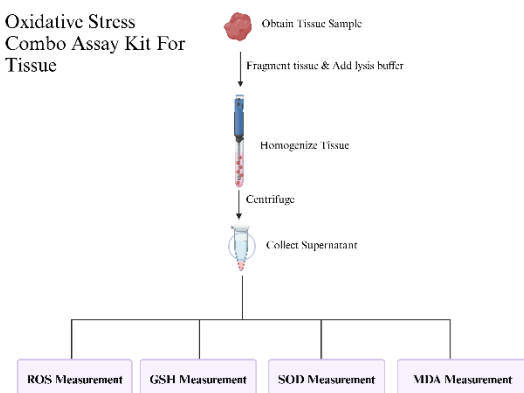 Oxidative Stress
Combo Assay Kit For
Tissue
Obtain Tissue Sample
Fragment tissue & Add lysis buffer
Homogenize Tissue
Centrifuge
Collect Supernatant
ROS Measurement
GSH Measurement
SOD Measurement
MDA Measurement